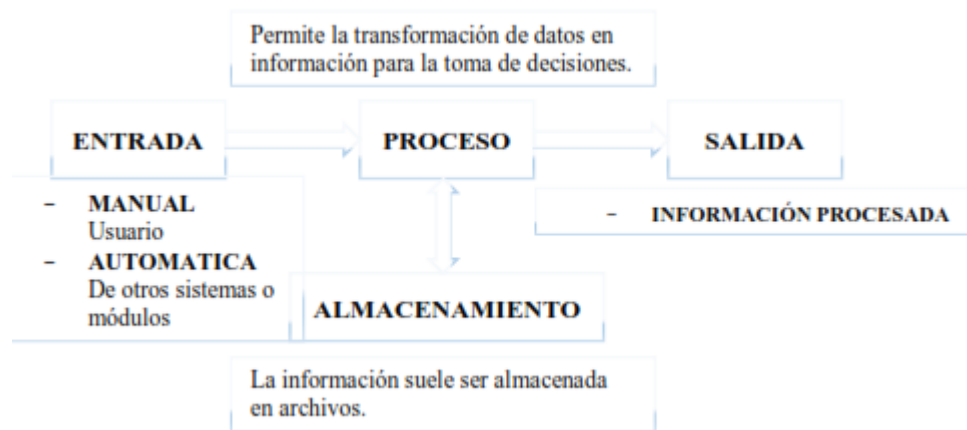 Permite la transformación de datos en
información para la toma de decisiones.
ENTRADA
PROCESO
SALIDA
- MANUAL
Usuario
- AUTOMATICA
De otros sistemas o
módulos
- INFORMACIÓN PROCESADA
ALMACENAMIENTO
La información suele ser almacenada
en archivos.